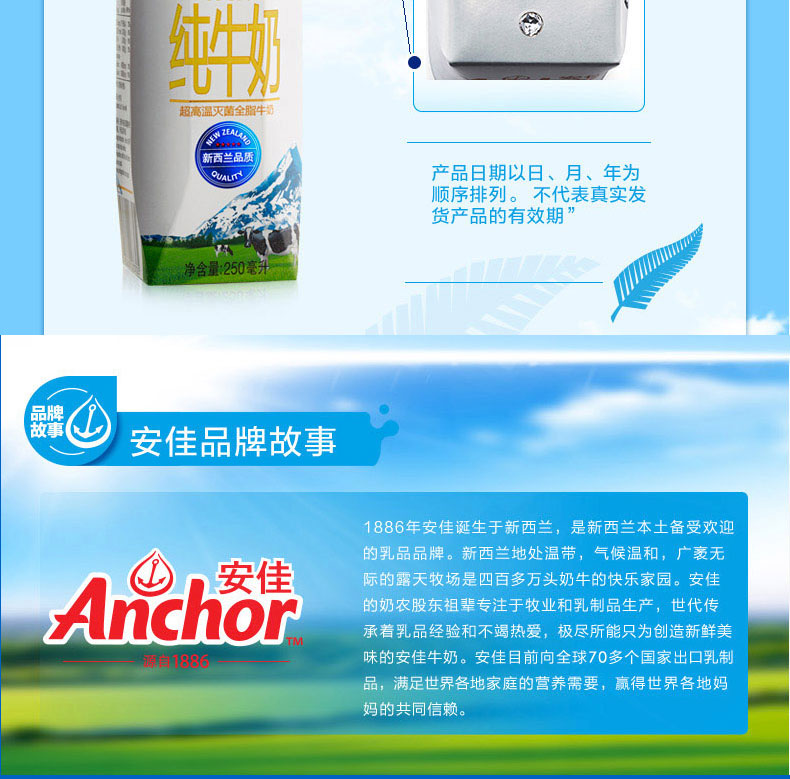 纯牛奶
超高温灭菌全脂牛奶
NEW ZEALAND
新西兰品质
QUALITY
净含量:250毫升
产品日期以日、月、年为
顺序排列。 不代表真实发
货产品的有效期”
品牌
故事
安佳品牌故事
安佳
Anchor
TM
源自1886
1886年安佳诞生于新西兰，是新西兰本土备受欢迎
的乳品品牌。新西兰地处温带，气候温和，广袤无
际的露天牧场是四百多万头奶牛的快乐家园。安佳
的奶农股东祖辈专注于牧业和乳制品生产，世代传
承着乳品经验和不竭热爱，极尽所能只为创造新鲜美
味的安佳牛奶。安佳目前向全球70多个国家出口乳制
品，满足世界各地家庭的营养需要，赢得世界各地妈
妈的共同信赖。